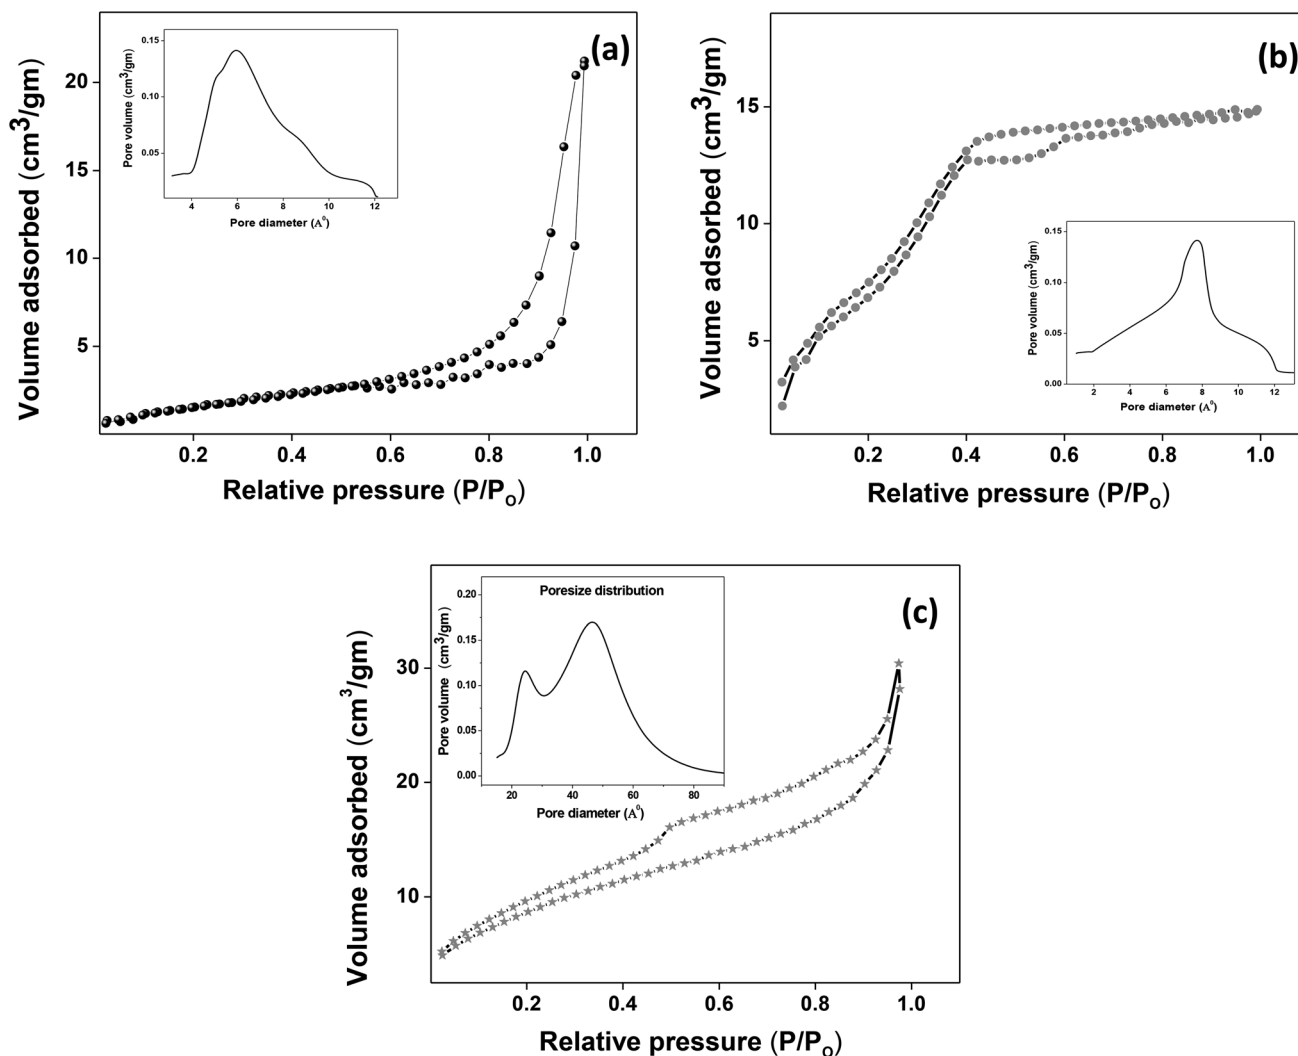 (a)
Volume adsorbed (cm³/gm)
20
15
10
5
0.2 0.4 0.6 0.8 1.0
Relative pressure (P/P₀)
Pore volume (cm³/gm)
0.15
0.10
0.05
4 6 8 10 12
Pore diameter (A⁰)
(b)
Volume adsorbed (cm³/gm)
15
10
5
0.2 0.4 0.6 0.8 1.0
Relative pressure (P/P₀)
Pore volume (cm³/gm)
0.15
0.10
0.05
0.00
2 4 6 8 10 12
Pore diameter (A⁰)
(c)
Volume adsorbed (cm³/gm)
30
20
10
0.2 0.4 0.6 0.8 1.0
Relative pressure (P/P₀)
Poresize distribution
Pore volume (cm³/gm)
0.20
0.15
0.10
0.05
0.00
20 40 60 80
Pore diameter (A⁰)